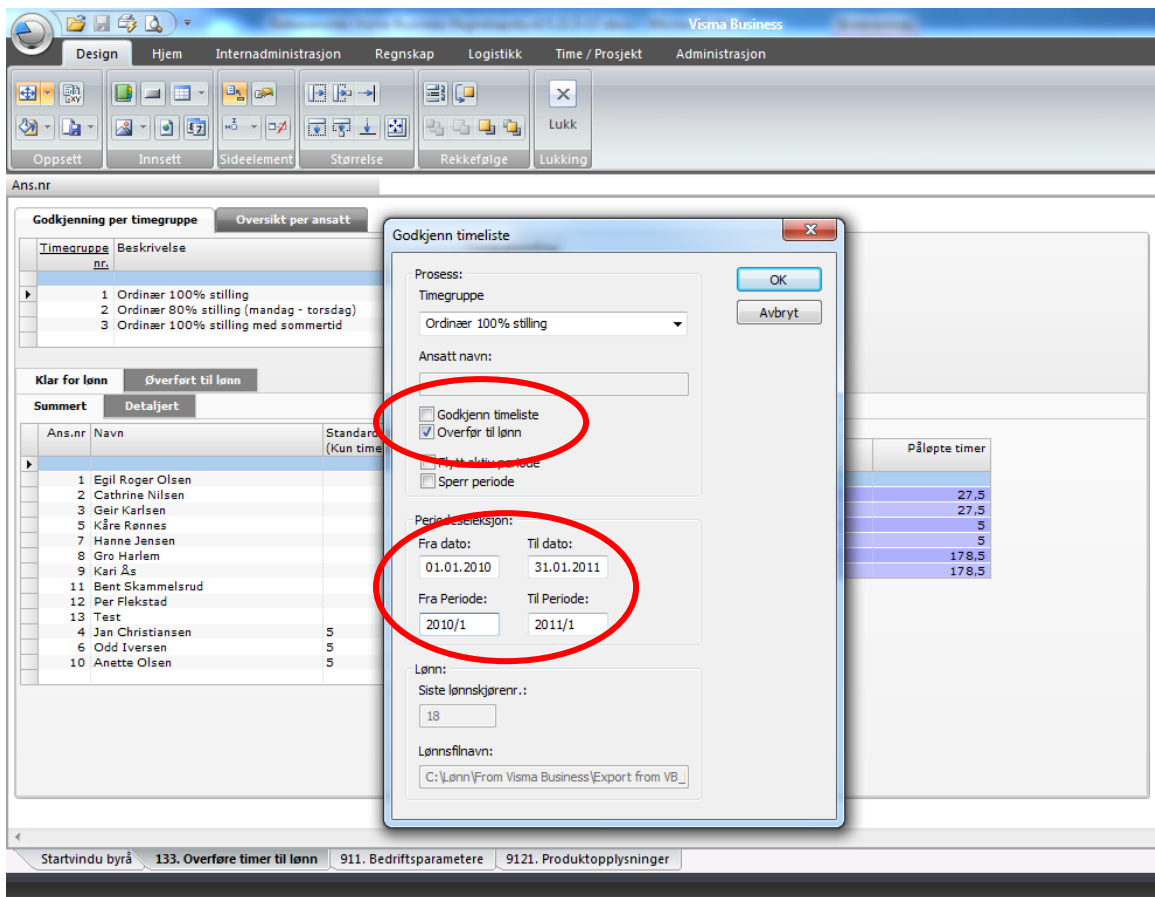 Visma Business
Design Hjem Internadministrasjon Regnskap Logistikk Time / Prosjekt Administrasjon
Lukk
Oppsett Innsett Sideelement Størrelse Rekkefølge Lukking
Ans.nr
Godkjenning per timegruppe Oversikt per ansatt
Timegruppe nr. Beskrivelse
1 Ordinær 100% stilling
2 Ordinær 80% stilling (mandag - torsdag)
3 Ordinær 100% stilling med sommertid
Klar for lønn Øverført til lønn
Summert Detaljert
Ans.nr Navn Standard
(Kun time
Påløpte timer
1 Egil Roger Olsen
2 Cathrine Nilsen 27,5
3 Geir Karlsen 27,5
5 Kåre Rønnes 5
7 Hanne Jensen 5
8 Gro Harlem 178,5
9 Kari Ås 178,5
11 Bent Skammelsrud
12 Per Flekstad
13 Test
4 Jan Christiansen 5
6 Odd Iversen 5
10 Anette Olsen 5
Godkjenn timeliste
Prosess:
Timegruppe
Ordinær 100% stilling
OK
Avbryt
Ansatt navn:
Godkjenn timeliste
Overfør til lønn
Flytt aktiv periode
Sperr periode
Periodeseleksjon:
Fra dato: Til dato:
01.01.2010 31.01.2011
Fra Periode: Til Periode:
2010/1 2011/1
Lønn:
Siste lønnskjørenr.:
18
Lønnsfilnavn:
C:\Lønn\From Visma Business\Export from VB_
Startvindu byrå 133. Overføre timer til lønn 911. Bedriftsparametere 9121. Produktopplysninger